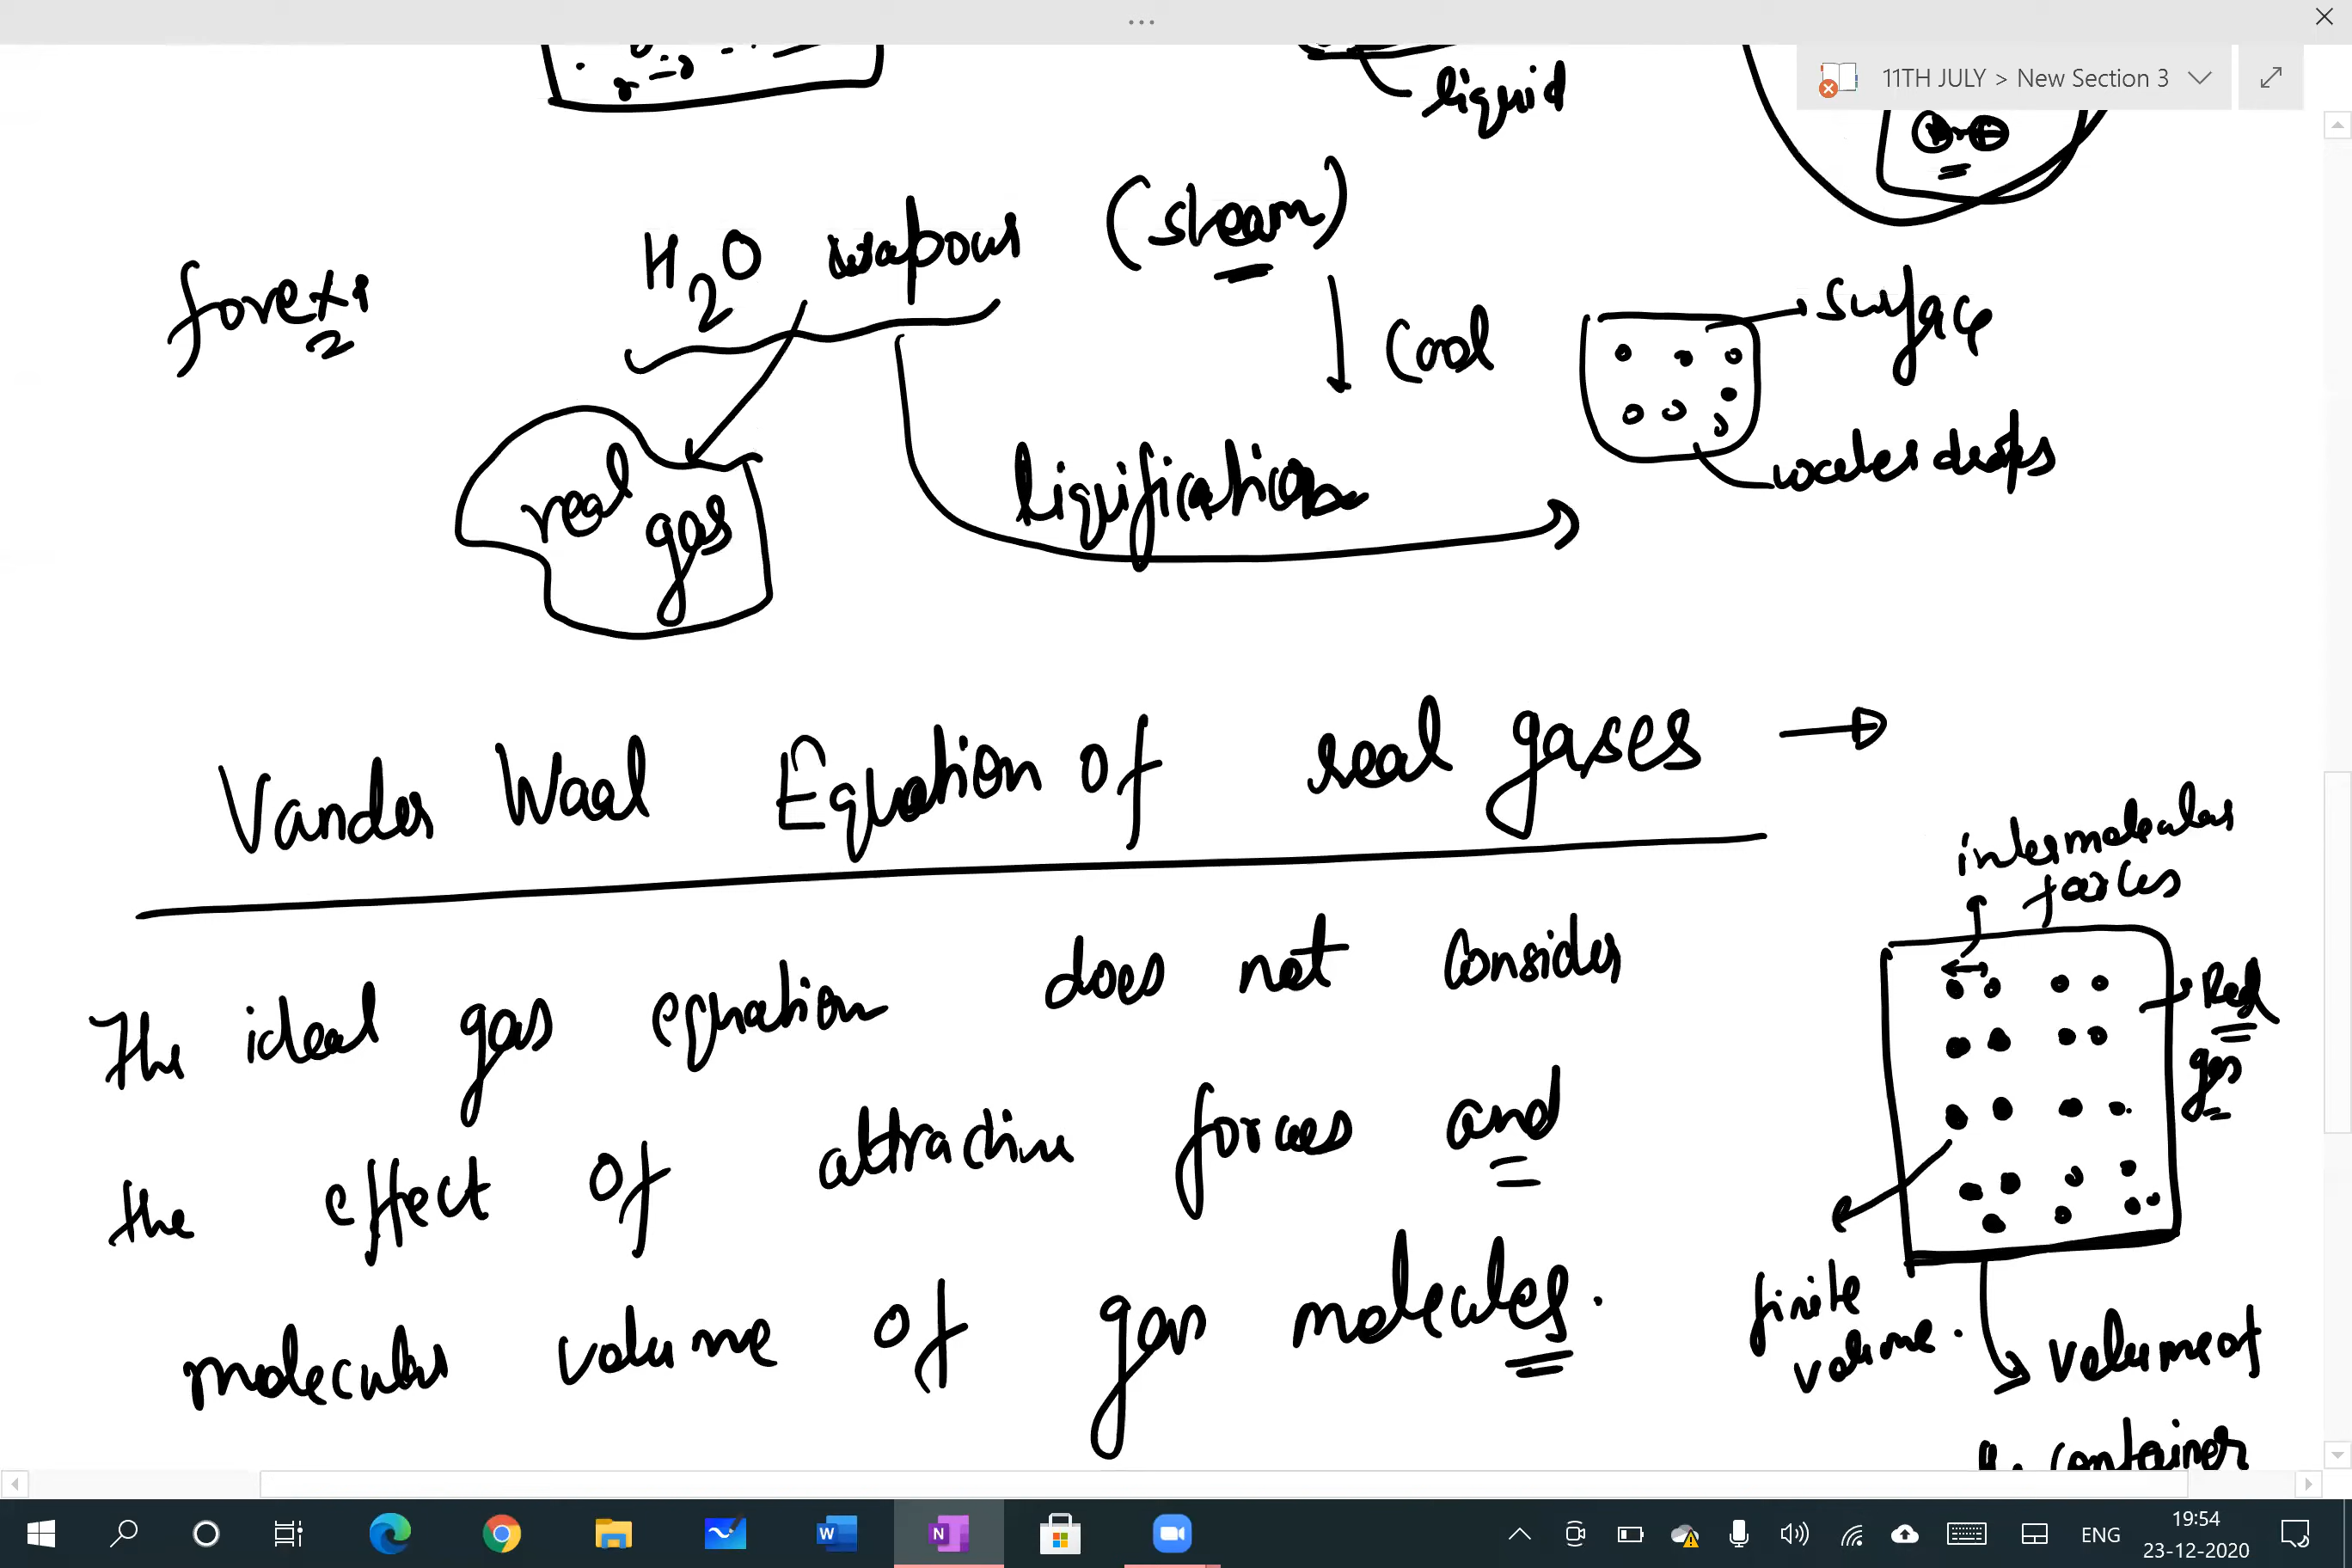 11TH JULY > New Section 3
liquid
for ex:
H2O vapour (steam)
Cool
surface
water drops
real gas
liquification
Vander Waal Equation of real gases →
intermolecular
forces
The ideal gas equation does not consider
the effect of attractive forces and
molecular volume of gas molecules.
Real
gas
finite
volume.
volume of
container
ENG
19:54
23-12-2020